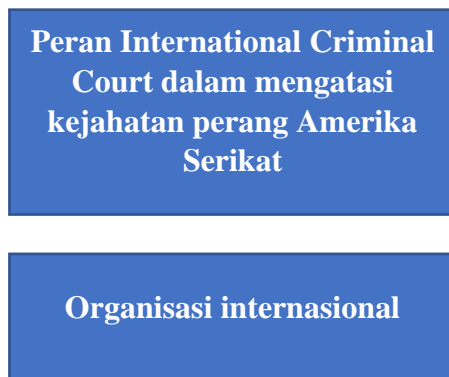 Peran International Criminal
Court dalam mengatasi
kejahatan perang Amerika
Serikat
Organisasi internasional